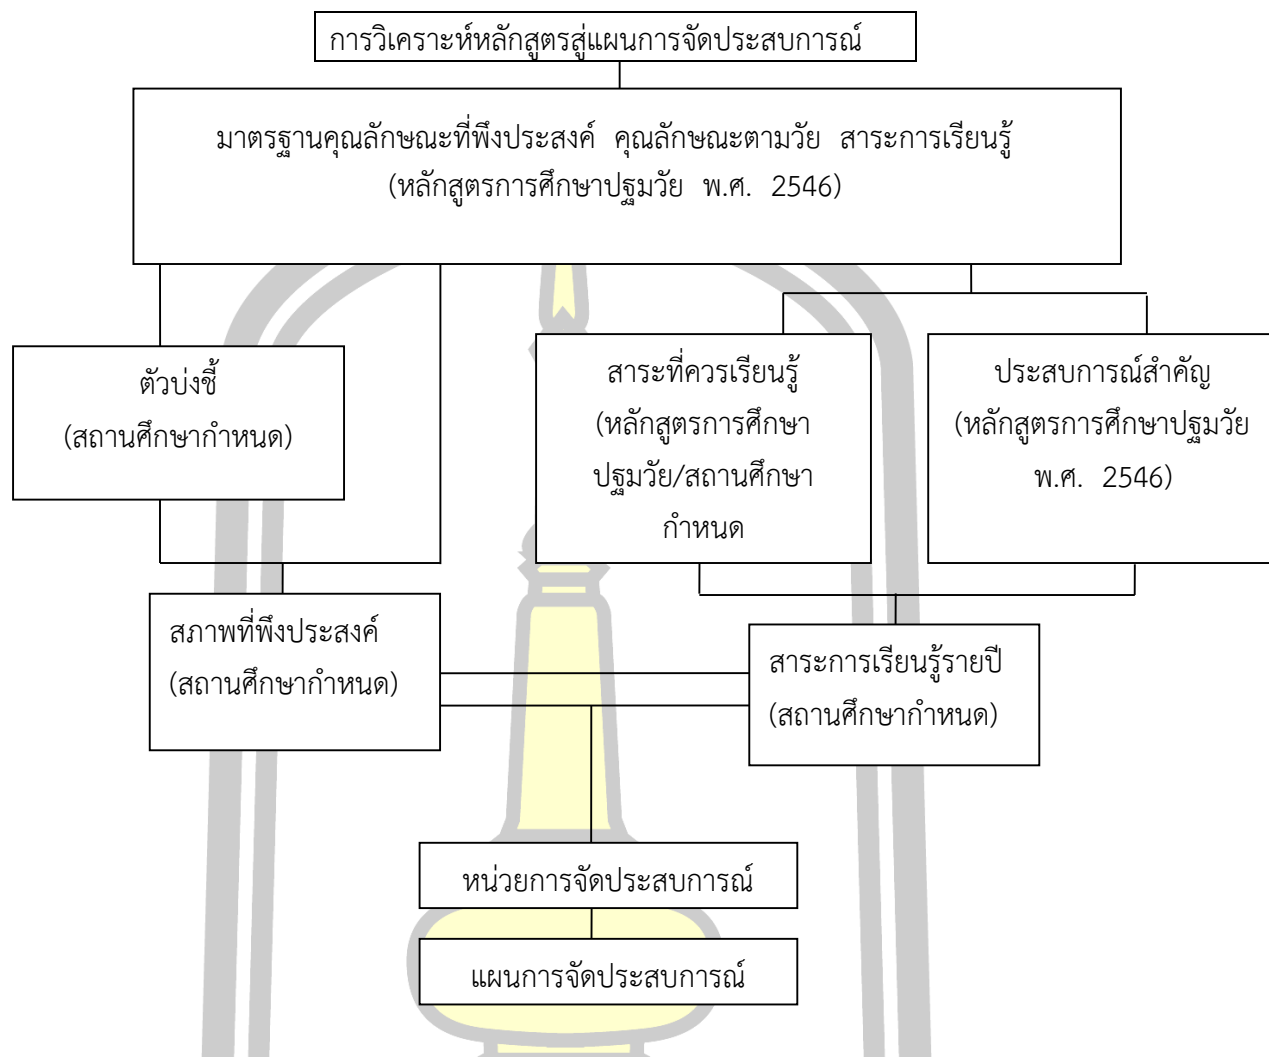 การวิเคราะห์หลักสูตรสู่แผนการจัดประสบการณ์
มาตรฐานคุณลักษณะที่พึงประสงค์ คุณลักษณะตามวัย สาระการเรียนรู้
(หลักสูตรการศึกษาปฐมวัย พ.ศ. 2546)
ตัวบ่งชี้
(สถานศึกษากำหนด)
สาระที่ควรเรียนรู้
(หลักสูตรการศึกษา
ปฐมวัย/สถานศึกษา
กำหนด
ประสบการณ์สำคัญ
(หลักสูตรการศึกษาปฐมวัย
พ.ศ. 2546)
สภาพที่พึงประสงค์
(สถานศึกษากำหนด)
สาระการเรียนรู้รายปี
(สถานศึกษากำหนด)
หน่วยการจัดประสบการณ์
แผนการจัดประสบการณ์